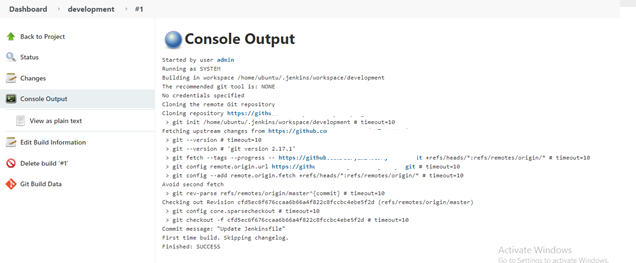 Dashboard > development > #1
Back to Project
Status
Changes
Console Output
View as plain text
Edit Build Information
Delete build '#1'
Git Build Data
Console Output
Started by user admin
Running as SYSTEM
Building in workspace /home/ubuntu/.jenkins/workspace/development
The recommended git tool is: NONE
No credentials specified
Cloning the remote Git repository
Cloning repository https://gith
> git init /home/ubuntu/.jenkins/workspace/development # timeout=10
Fetching upstream changes from https://github.co
> git --version # timeout=10
> git --version # 'git version 2.17.1'
> git fetch --tags --progress -- https://github. it +refs/heads/*:refs/remotes/origin/* # timeout=10
> git config remote.origin.url https://gith git # timeout=10
> git config --add remote.origin.fetch +refs/heads/*:refs/remotes/origin/* # timeout=10
Avoid second fetch
> git rev-parse refs/remotes/origin/master^{commit} # timeout=10
Checking out Revision cfd5ec6f676ccaa6b66a4f822c8fccbc4ebe5f2d (refs/remotes/origin/master)
> git config core.sparsecheckout # timeout=10
> git checkout -f cfd5ec6f676ccaa6b66a4f822c8fccbc4ebe5f2d # timeout=10
Commit message: "Update Jenkinsfile"
First time build. Skipping changelog.
Finished: SUCCESS
Activate Windows
Go to Settings to activate Windows.